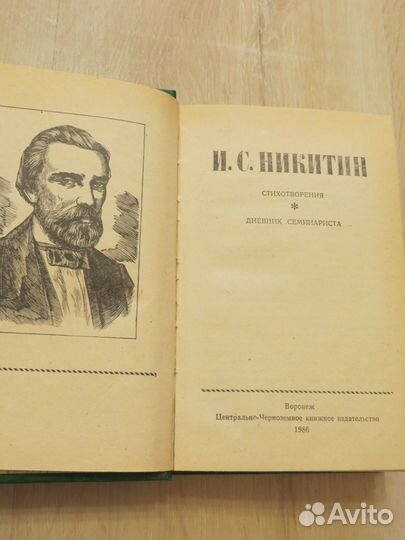 И. С. НИКИТИН
СТИХОТВОРЕНИЯ
*
ДНЕВНИК СЕМИНАРИСТА
Воронеж
Центрально-Черноземное книжное издательство
1986
Avito